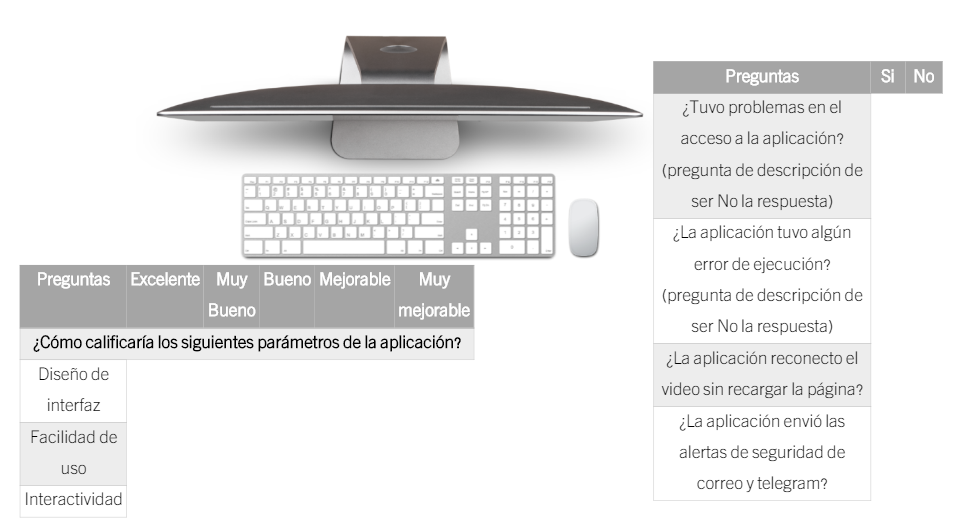 Preguntas Si No
¿Tuvo problemas en el
acceso a la aplicación?
(pregunta de descripción de
ser No la respuesta)
¿La aplicación tuvo algún
error de ejecución?
(pregunta de descripción de
ser No la respuesta)
¿La aplicación reconecto el
video sin recargar la página?
¿La aplicación envió las
alertas de seguridad de
correo y telegram?
Preguntas Excelente Muy Bueno Mejorable Muy
Bueno mejorable
¿Cómo calificaría los siguientes parámetros de la aplicación?
Diseño de
interfaz
Facilidad de
uso
Interactividad